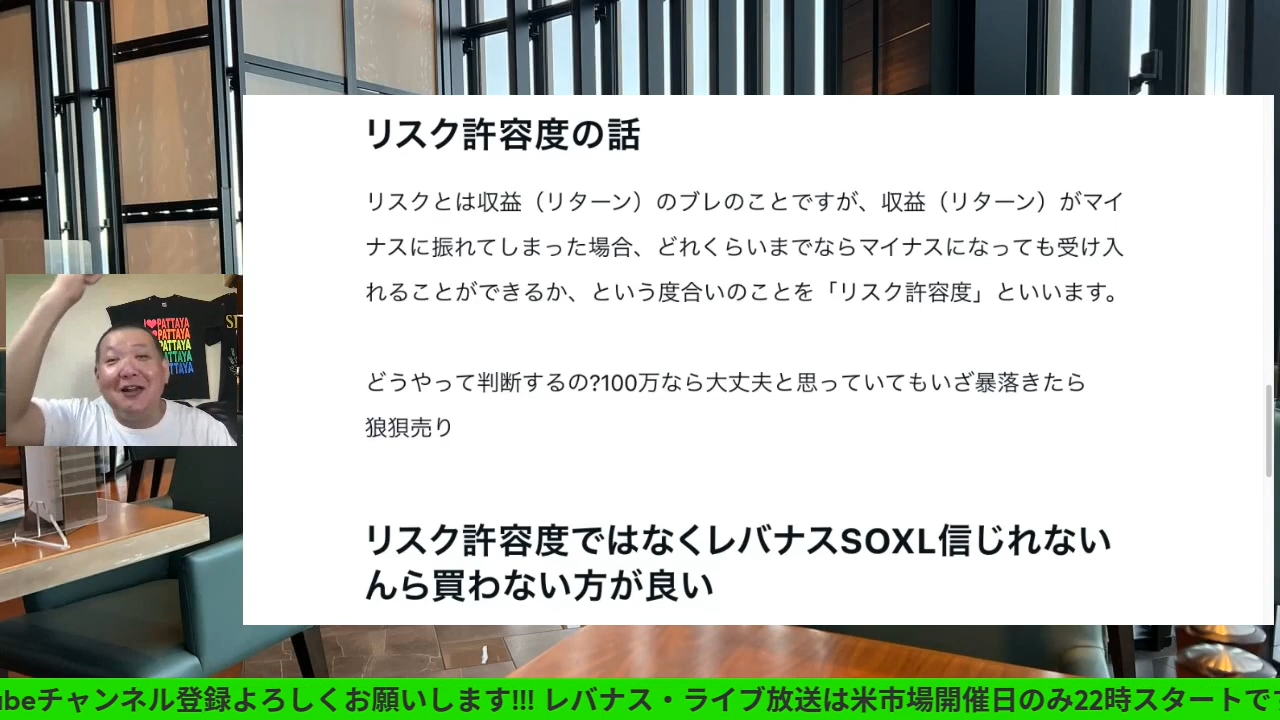 リスク許容度の話
リスクとは収益（リターン）のブレのことですが、収益（リターン）がマイ
ナスに振れてしまった場合、どれくらいまでならマイナスになっても受け入
れることができるか、という度合いのことを「リスク許容度」といいます。
どうやって判断するの?100万なら大丈夫と思っていてもいざ暴落きたら
狼狽売り
リスク許容度ではなくレバナスSOXL信じれない
んら買わない方が良い
I❤PATTAYA
PATTAYA
PATTAYA
PATTAYA
TTAYA
ubeチャンネル登録よろしくお願いします!!! レバナス・ライブ放送は米市場開催日のみ22時スタートで